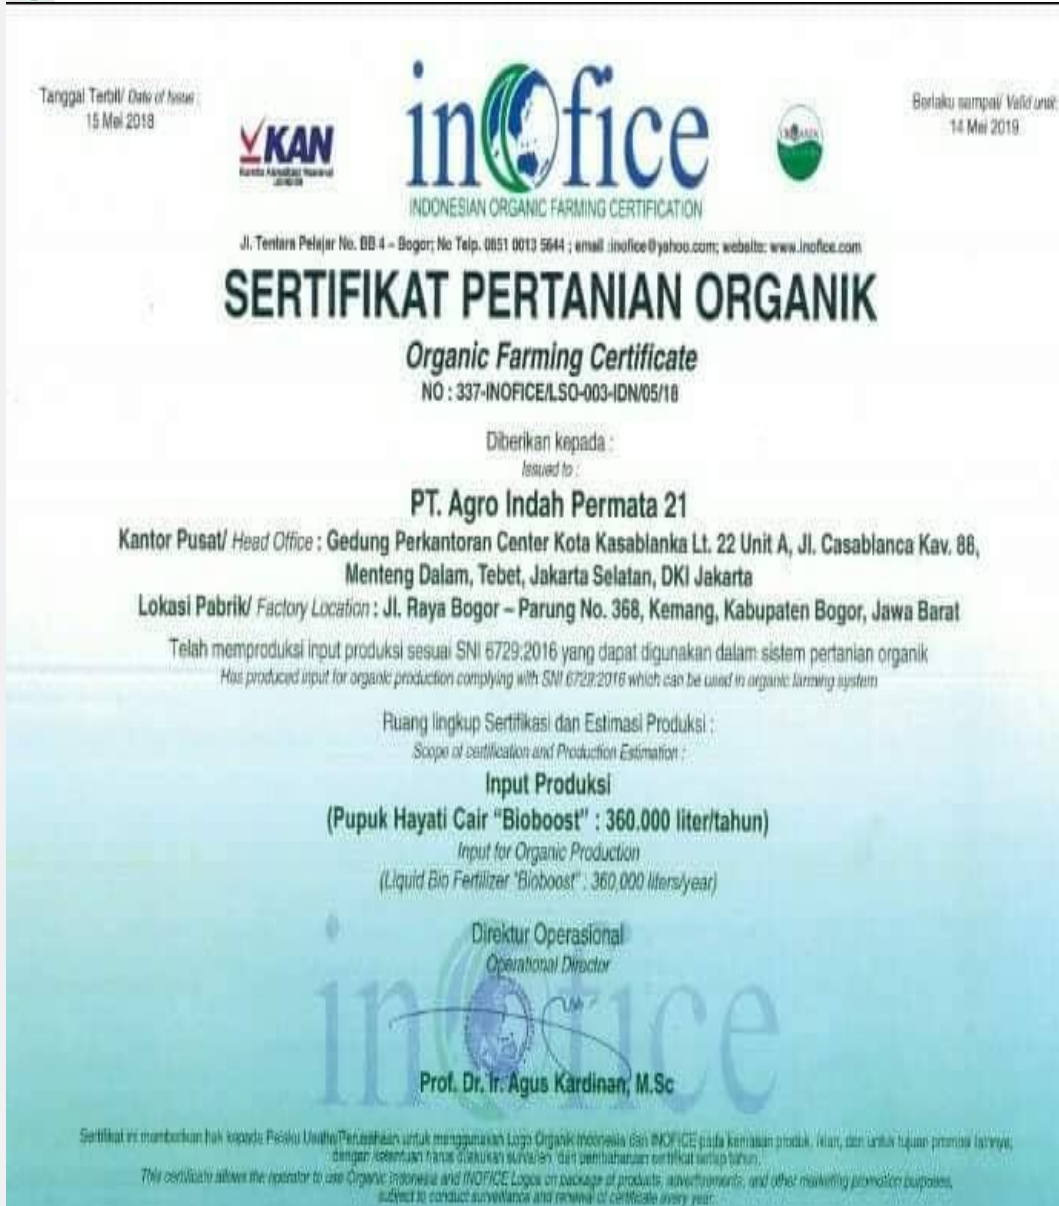 Tanggal Terbit/ Date of Issue :
15 Mei 2018
Berlaku sampai/ Valid until:
14 Mei 2019
KAN
Komite Akreditasi Nasional
inOfice
INDONESIAN ORGANIC FARMING CERTIFICATION
Jl. Tentara Pelajar No. BB 4 – Bogor; No Telp. 0851 0013 5644 ; email :inofice@yahoo.com; website: www.inofice.com
SERTIFIKAT PERTANIAN ORGANIK
Organic Farming Certificate
NO : 337-INOFICE/LSO-003-IDN/05/18
Diberikan kepada :
Issued to :
PT. Agro Indah Permata 21
Kantor Pusat/ Head Office : Gedung Perkantoran Center Kota Kasablanka Lt. 22 Unit A, Jl. Casablanca Kav. 88,
Menteng Dalam, Tebet, Jakarta Selatan, DKI Jakarta
Lokasi Pabrik/ Factory Location : Jl. Raya Bogor – Parung No. 368, Kemang, Kabupaten Bogor, Jawa Barat
Telah memproduksi input produksi sesuai SNI 6729:2016 yang dapat digunakan dalam sistem pertanian organik
Has produced input for organic production complying with SNI 6729:2016 which can be used in organic farming system
Ruang lingkup Sertifikasi dan Estimasi Produksi :
Scope of certification and Production Estimation :
Input Produksi
(Pupuk Hayati Cair "Bioboost" : 360.000 liter/tahun)
Input for Organic Production
(Liquid Bio Fertilizer "Bioboost" : 360,000 liters/year)
Direktur Operasional
Operational Director
inOfice
Prof. Dr. Ir. Agus Kardinan, M.Sc
Sertifikat ini memberikan hak kepada Pelaku Usaha/Perusahaan untuk menggunakan Logo Organik Indonesia dan INOFICE pada kemasan produk, iklan, dan untuk tujuan promosi lainnya,
dengan ketentuan harus dilakukan survailen dan pembaharuan sertifikat setiap tahun.
This certificate allows the operator to use Organic Indonesia and INOFICE Logos on package of products, advertisements, and other marketing promotion purposes,
subject to conduct surveillance and renewal of certificate every year.